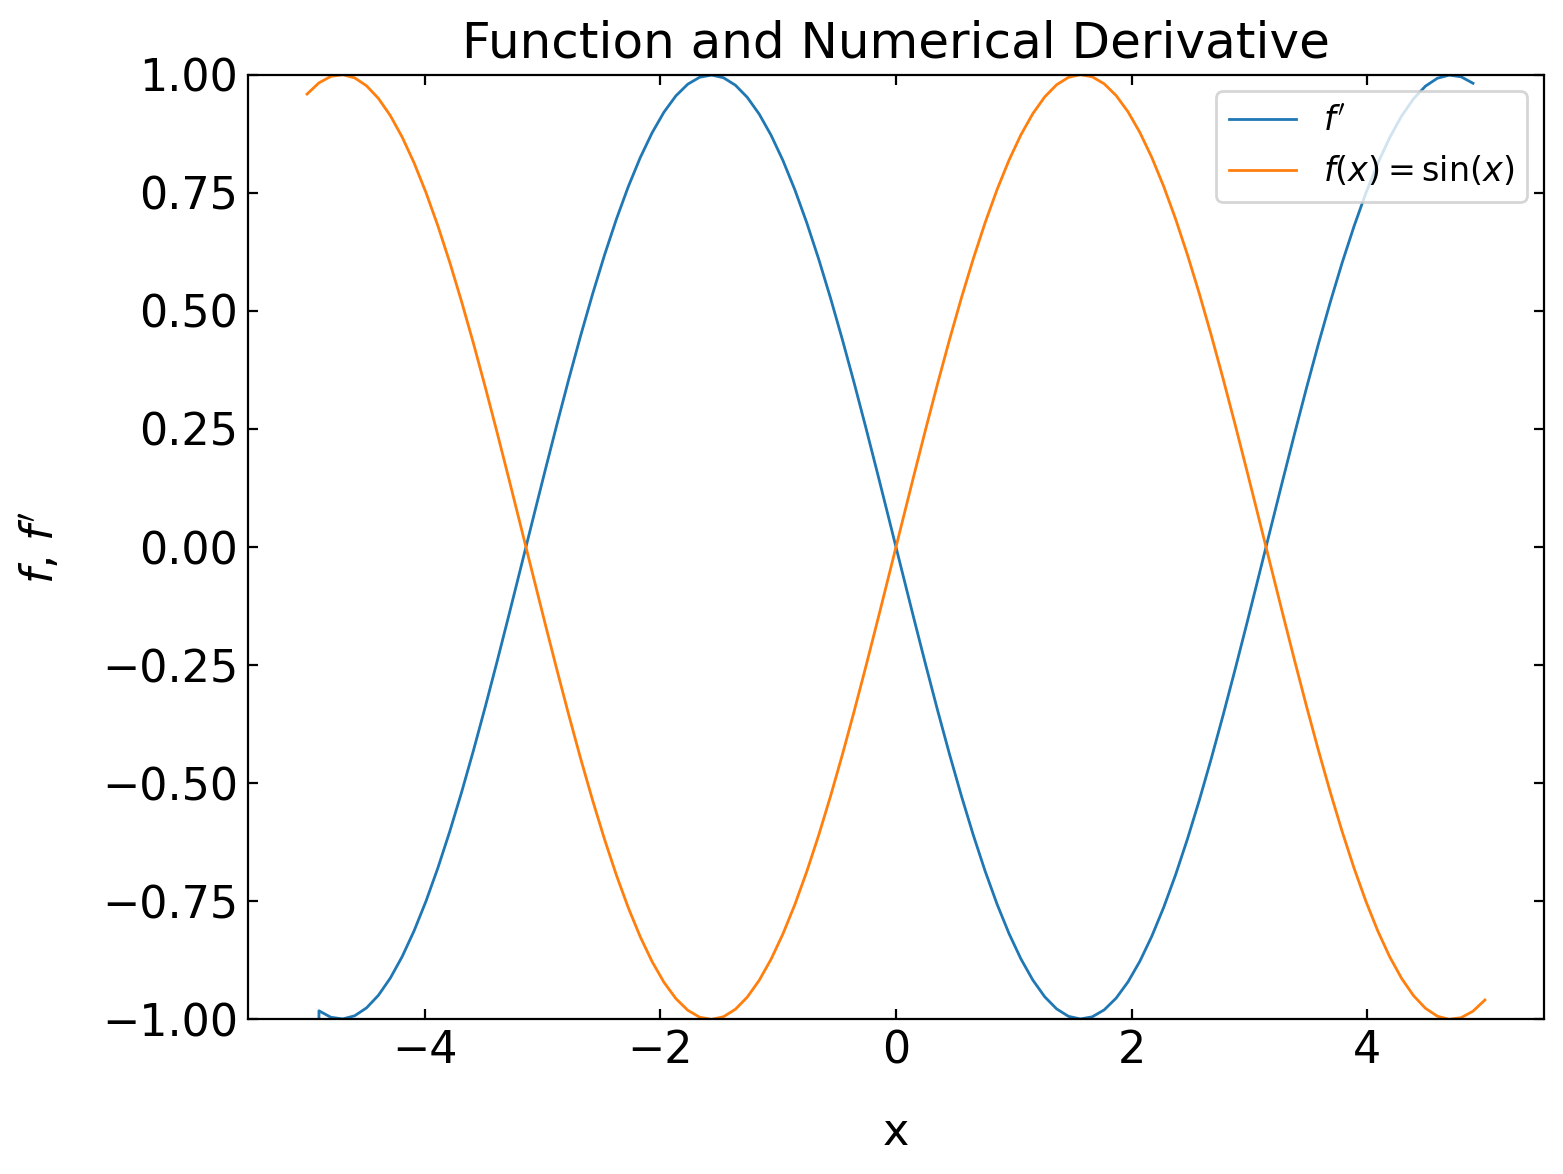 Function and Numerical Derivative
1.00
0.75
0.50
0.25
0.00
−0.25
−0.50
−0.75
−1.00
f, f′
f′
f(x) = sin(x)
−4
−2
0
2
4
x